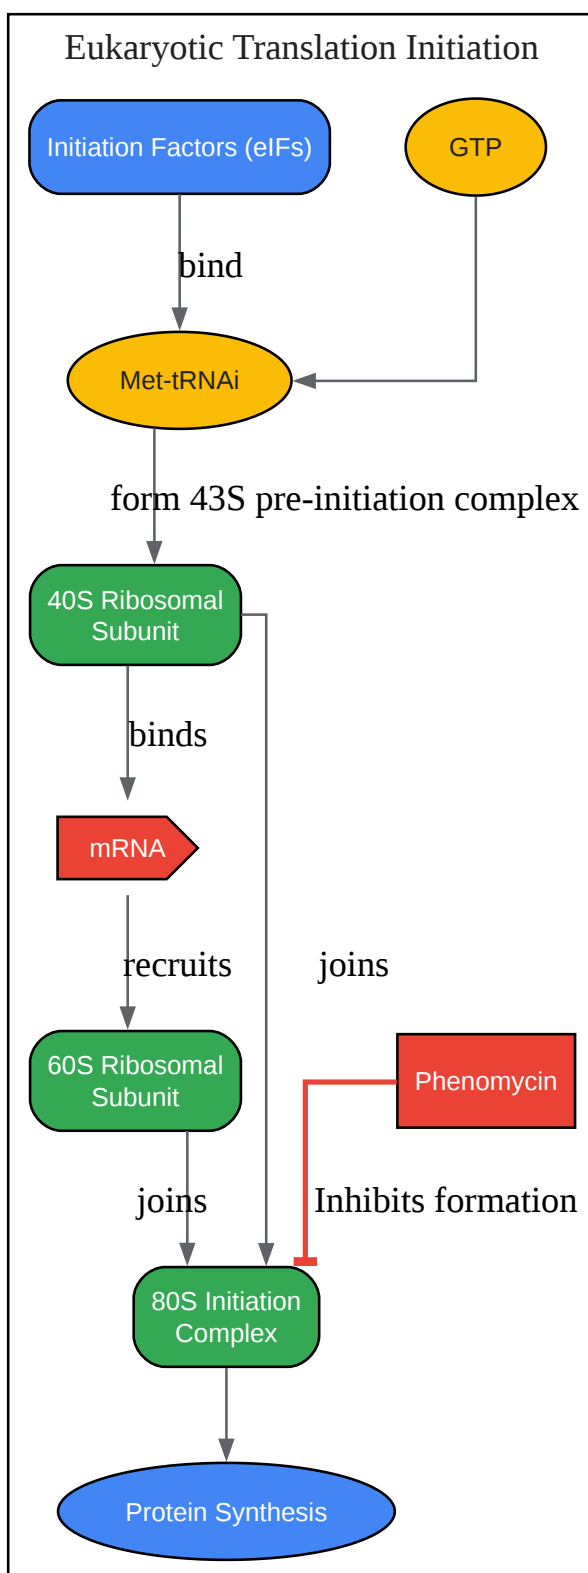 Eukaryotic Translation Initiation
Initiation Factors (eIFs)
GTP
bind
Met-tRNAi
form 43S pre-initiation complex
40S Ribosomal
Subunit
binds
mRNA
recruits
joins
60S Ribosomal
Subunit
Phenomycin
joins
Inhibits formation
80S Initiation
Complex
Protein Synthesis